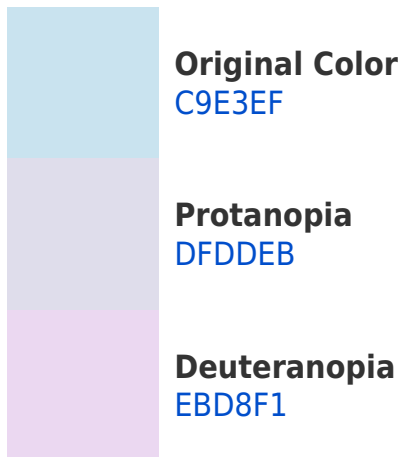 Original Color
C9E3EF
Protanopia
DFDDEB
Deuteranopia
EBD8F1